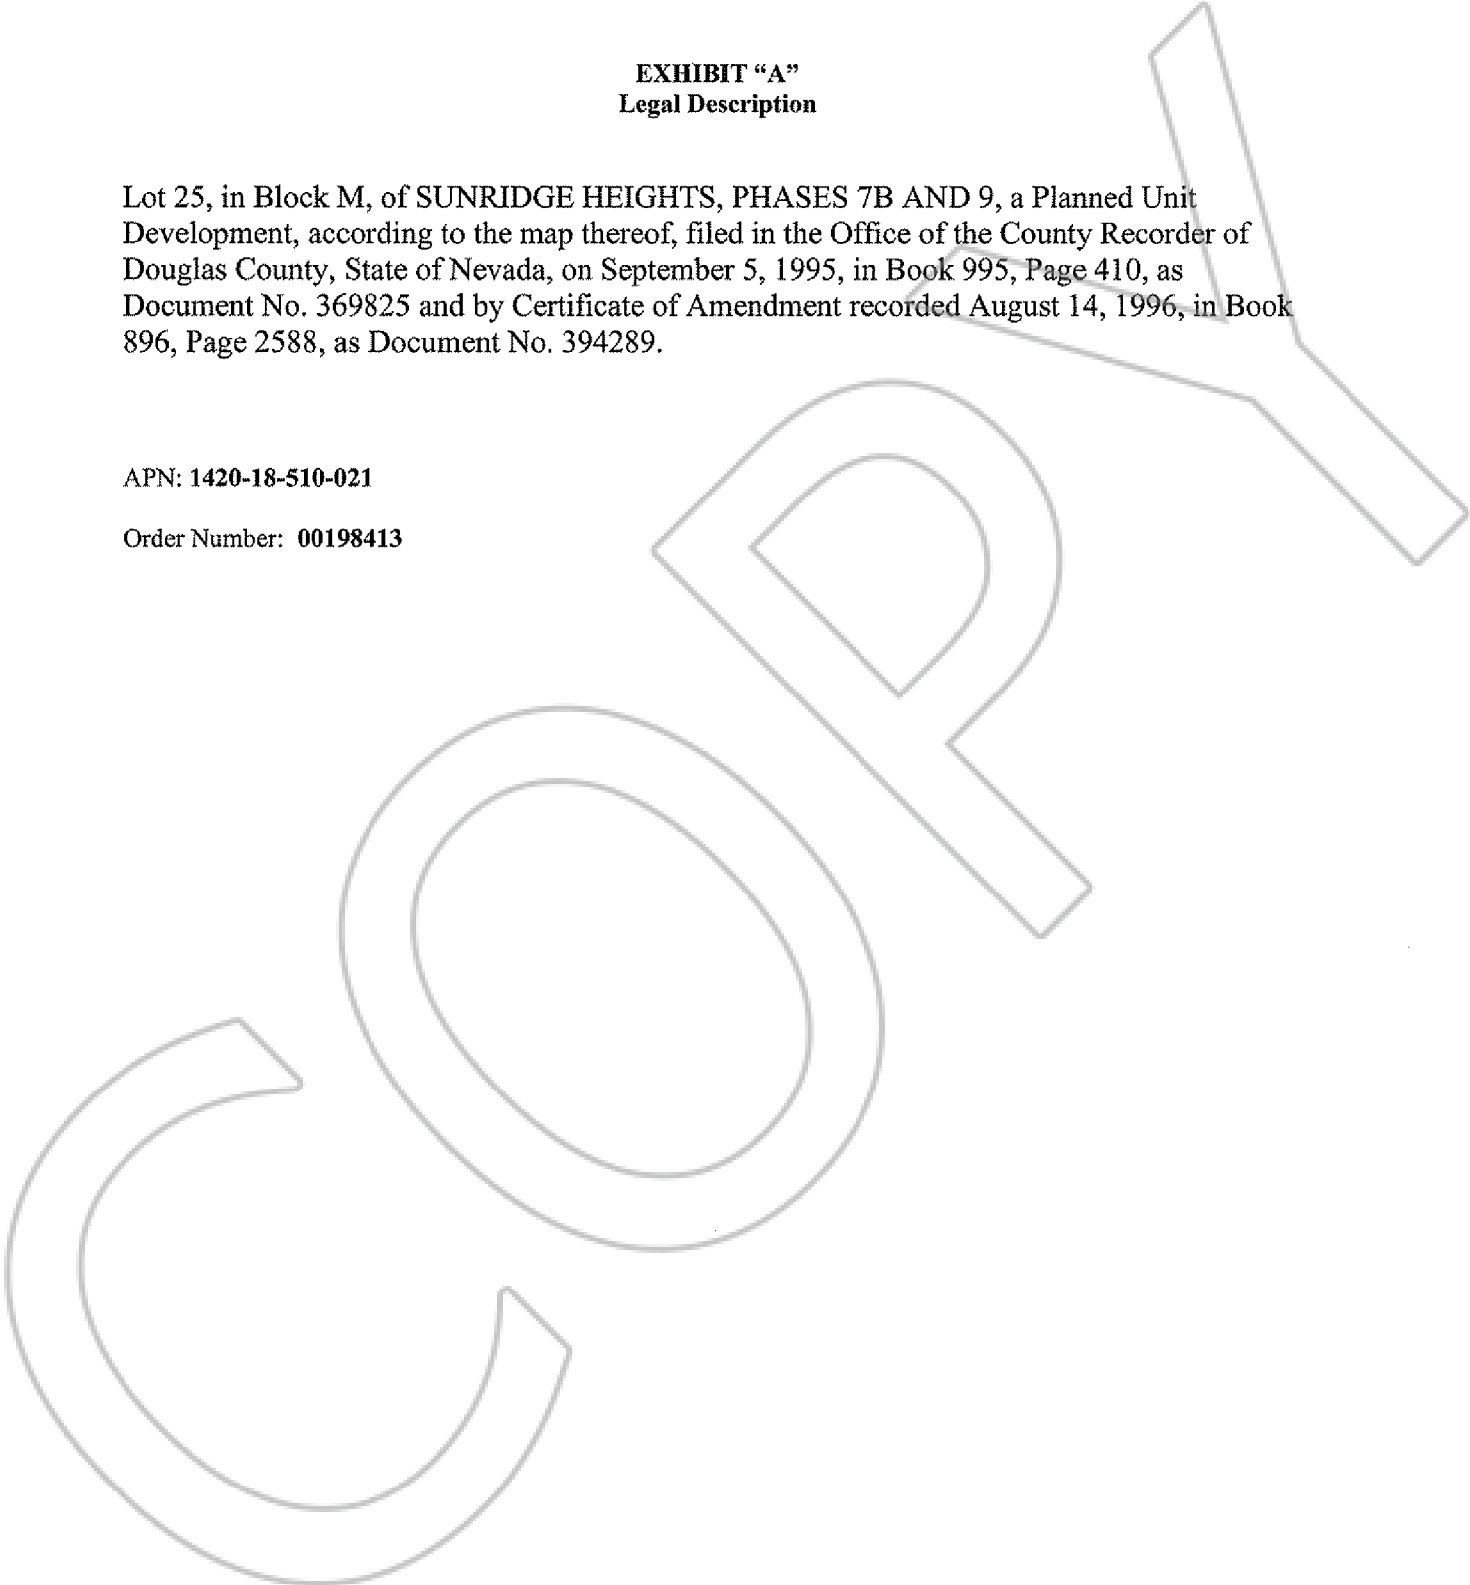 EXHIBIT “A”
Legal Description
Lot 25, in Block M, of SUNRIDGE HEIGHTS, PHASES 7B AND 9, a Planned Unit
Development, according to the map thereof, filed in the Office of the County Recorder of
Douglas County, State of Nevada, on September 5, 1995, in Book 995, Page 410, as
Document No. 369825 and by Certificate of Amendment recorded August 14, 1996, in Book
896, Page 2588, as Document No. 394289.
APN: 1420-18-510-021
Order Number: 00198413
COPY